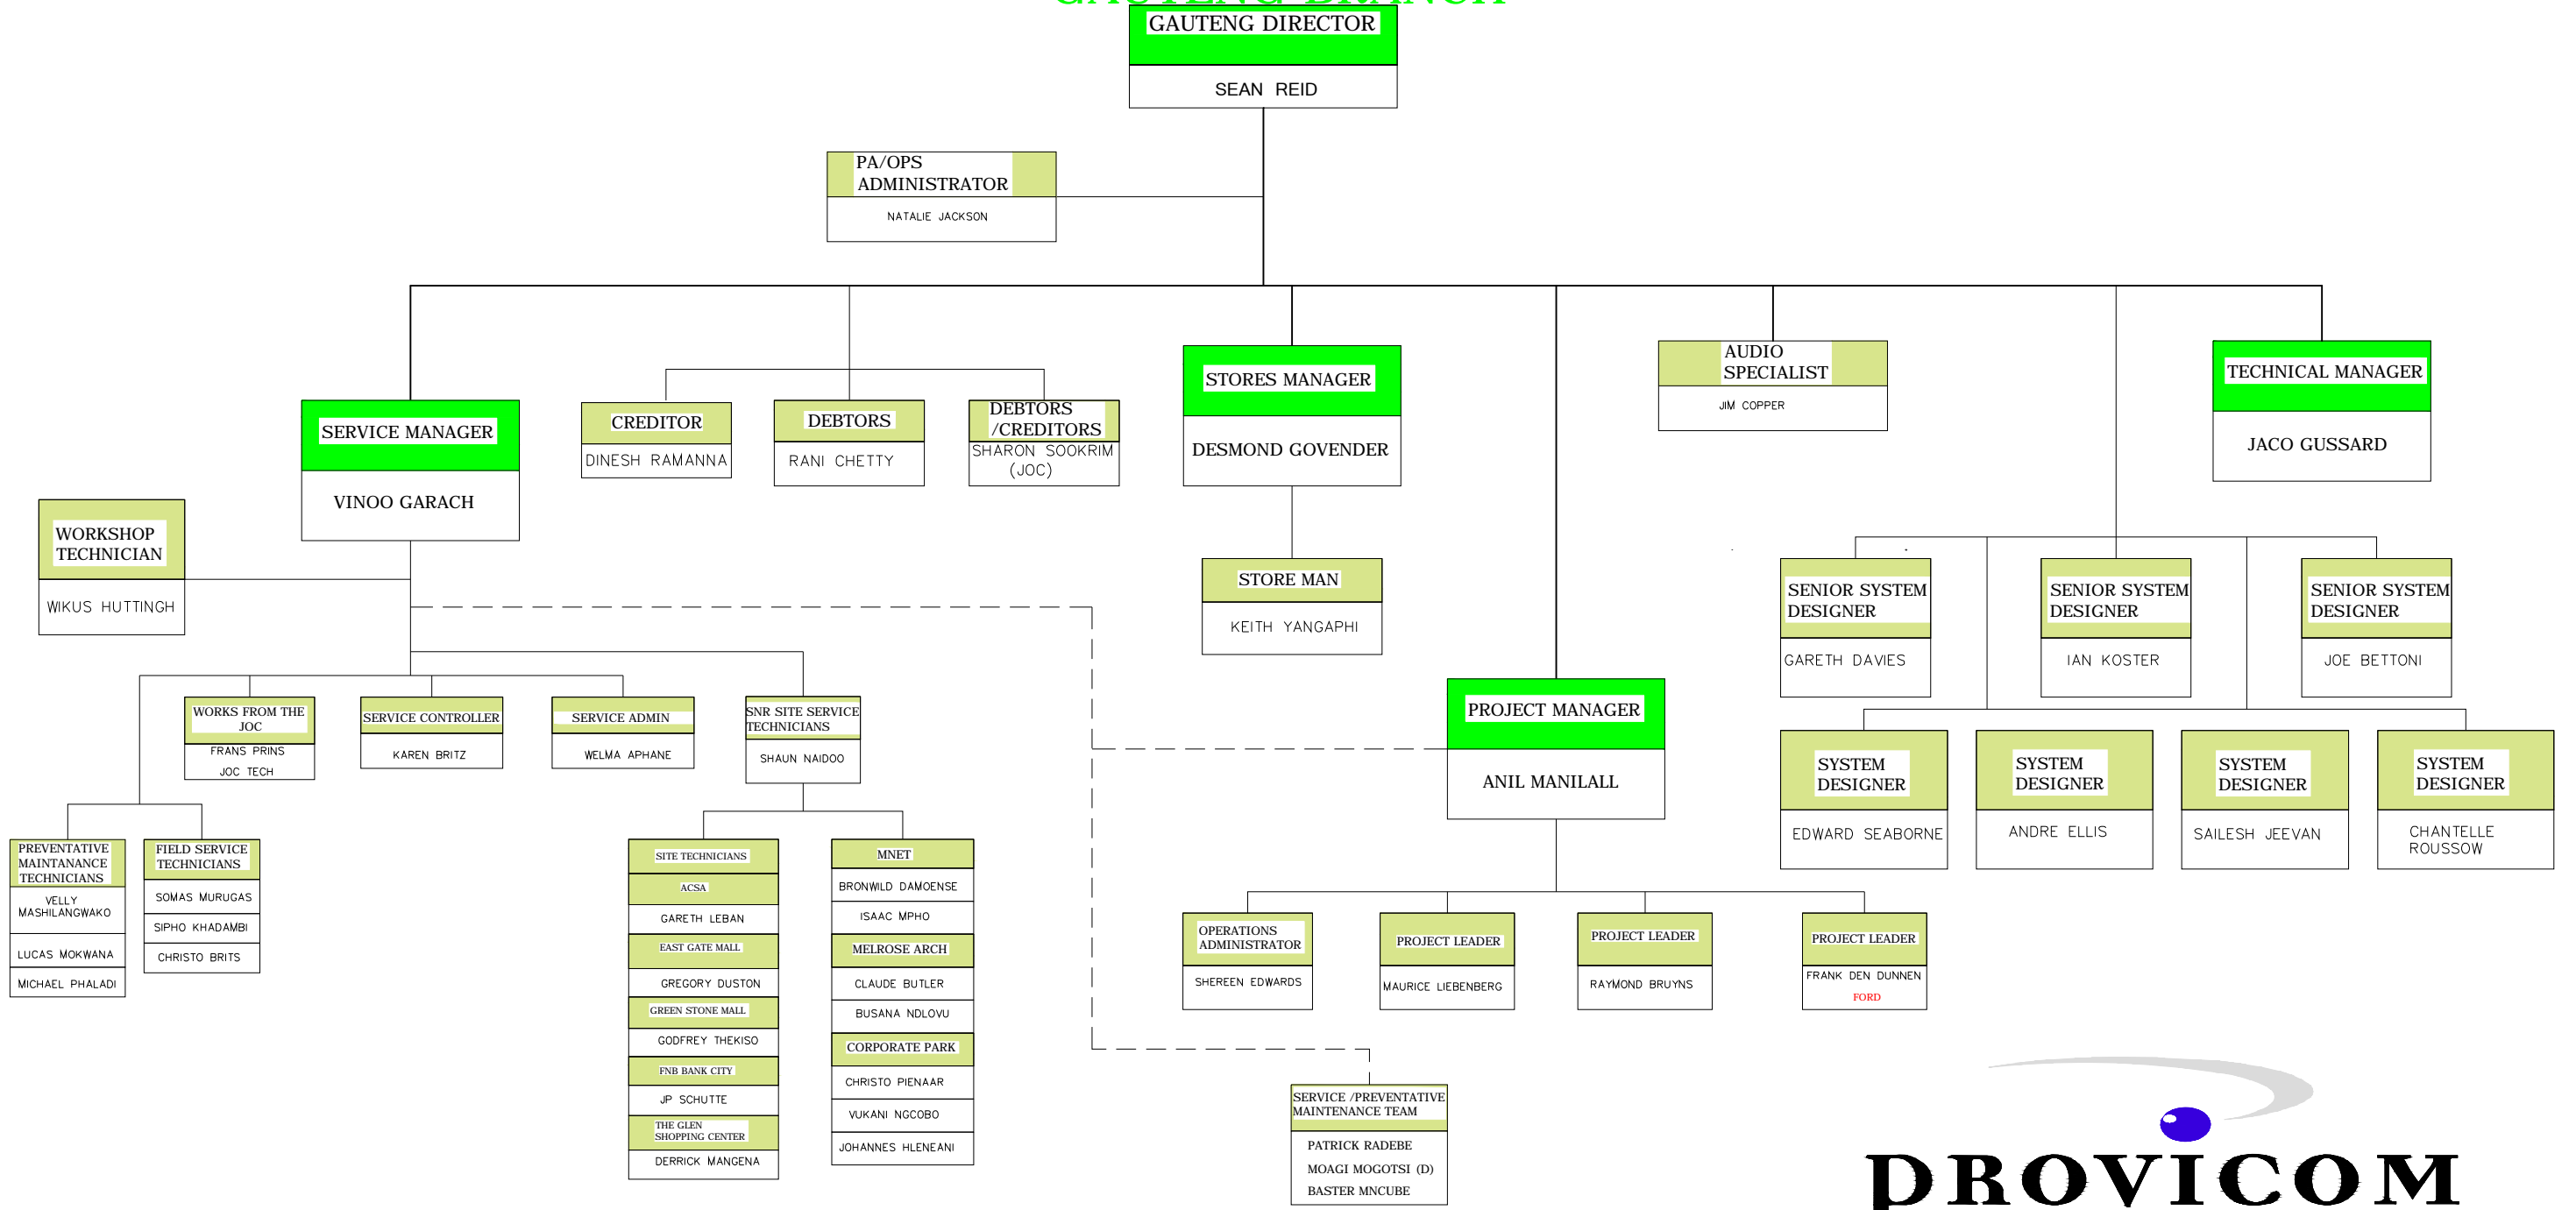 GAUTENG BRANCH
GAUTENG DIRECTOR
SEAN REID
PA/OPS
ADMINISTRATOR
NATALIE JACKSON
SERVICE MANAGER
VINOO GARACH
CREDITOR
DINESH RAMANNA
DEBTORS
RANI CHETTY
DEBTORS
/CREDITORS
SHARON SOOKRIM
(JOC)
STORES MANAGER
DESMOND GOVENDER
AUDIO
SPECIALIST
JIM COPPER
TECHNICAL MANAGER
JACO GUSSARD
WORKSHOP
TECHNICIAN
WIKUS HUTTINGH
STORE MAN
KEITH YANGAPHI
SENIOR SYSTEM
DESIGNER
GARETH DAVIES
SENIOR SYSTEM
DESIGNER
IAN KOSTER
SENIOR SYSTEM
DESIGNER
JOE BETTONI
WORKS FROM THE
JOC
FRANS PRINS
JOC TECH
SERVICE CONTROLLER
KAREN BRITZ
SERVICE ADMIN
WELMA APHANE
SNR SITE SERVICE
TECHNICIANS
SHAUN NAIDOO
PROJECT MANAGER
ANIL MANILALL
SYSTEM
DESIGNER
EDWARD SEABORNE
SYSTEM
DESIGNER
ANDRE ELLIS
SYSTEM
DESIGNER
SAILESH JEEVAN
SYSTEM
DESIGNER
CHANTELLE
ROUSSOW
PREVENTATIVE
MAINTANANCE
TECHNICIANS
VELLY
MASHILANGWAKO
LUCAS MOKWANA
MICHAEL PHALADI
FIELD SERVICE
TECHNICIANS
SOMAS MURUGAS
SIPHO KHADAMBI
CHRISTO BRITS
SITE TECHNICIANS
ACSA
GARETH LEBAN
EAST GATE MALL
GREGORY DUSTON
GREEN STONE MALL
GODFREY THEKISO
FNB BANK CITY
JP SCHUTTE
THE GLEN
SHOPPING CENTER
DERRICK MANGENA
MNET
BRONWILD DAMOENSE
ISAAC MPHO
MELROSE ARCH
CLAUDE BUTLER
BUSANA NDLOVU
CORPORATE PARK
CHRISTO PIENAAR
VUKANI NGCOBO
JOHANNES HLENEANI
OPERATIONS
ADMINISTRATOR
SHEREEN EDWARDS
PROJECT LEADER
MAURICE LIEBENBERG
PROJECT LEADER
RAYMOND BRUYNS
PROJECT LEADER
FRANK DEN DUNNEN
FORD
SERVICE /PREVENTATIVE
MAINTENANCE TEAM
PATRICK RADEBE
MOAGI MOGOTSI (D)
BASTER MNCUBE
PROVICOM